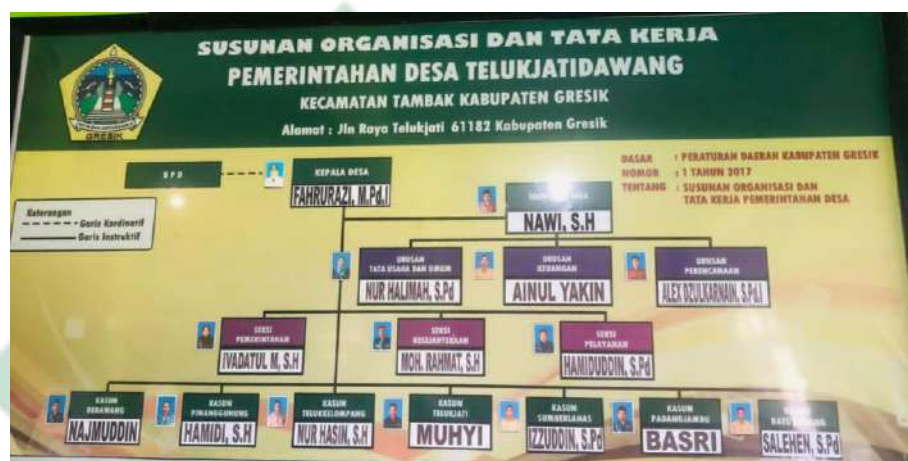 SUSUNAN ORGANISASI DAN TATA KERJA
PEMERINTAHAN DESA TELUKJATIDAWANG
KECAMATAN TAMBAK KABUPATEN GRESIK
Alamat : Jln Raya Telukjati 61182 Kabupaten Gresik
GRESIK
DASAR : PERATURAN DAERAH KABUPATEN GRESIK
NOMOR : 1 TAHUN 2017
TENTANG : SUSUNAN ORGANISASI DAN
TATA KERJA PEMERINTAHAN DESA
BPD
KEPALA DESA
FAHRURAZI, M.Pd.I
NAWI, S.H
Keterangan
Garis Kordinatif
Garis Instruktif
URUSAN
TATA USAHA DAN UMUM
NUR HALIMAH, S.Pd
URUSAN
KEUANGAN
AINUL YAKIN
URUSAN
PERENCANAAN
ALEX DZULKARNAIN, S.Pd.I
SEKSI
PEMERINTAHAN
IVADATUL M, S.H
SEKSI
KESEJAHTERAAN
MOH. RAHMAT, S.H
SEKSI
PELAYANAN
HAMIDUDDIN, S.Pd
KASUN
NAJMUDDIN
KASUN
PINANGGUNUNG
HAMIDI, S.H
KASUN
TELUKKELOMPANG
NUR HASIN, S.H
KASUN
TELUKJATI
MUHYI
KASUN
SUMBERLANAS
IZZUDDIN, S.Pd
KASUN
PADANGJAMBU
BASRI
KASUN
SALEHEN, S.Pd